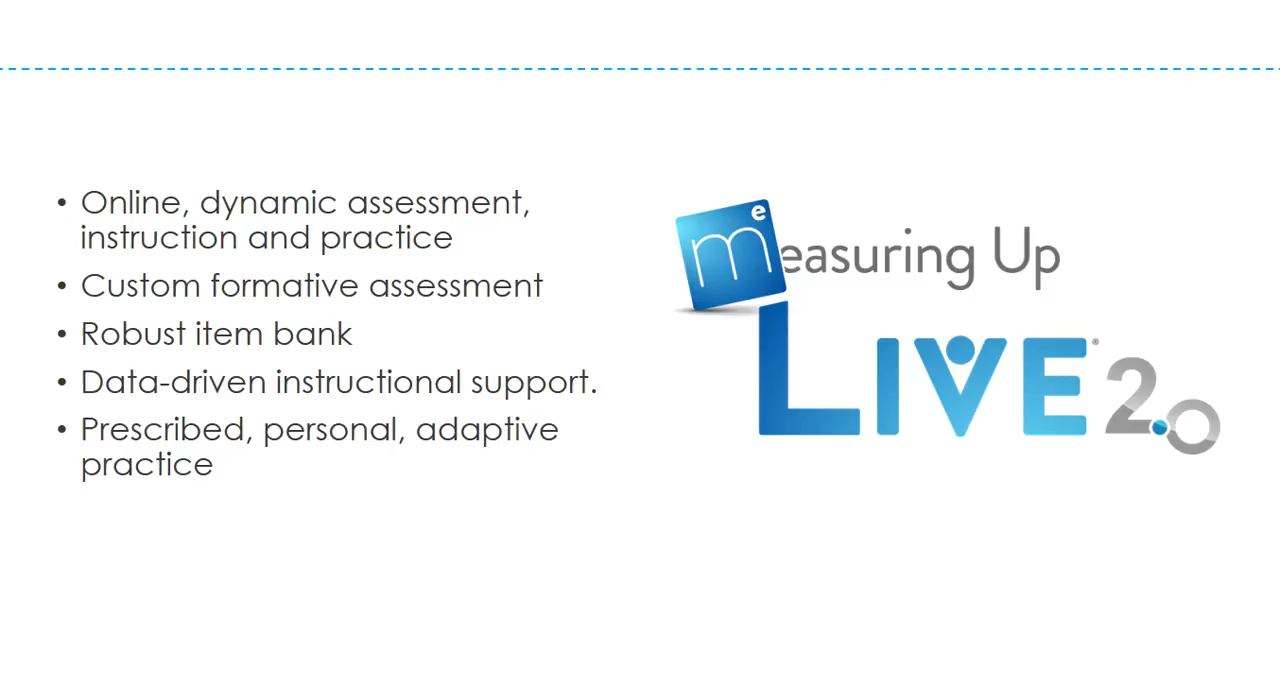 • Online, dynamic assessment,
instruction and practice
• Custom formative assessment
• Robust item bank
• Data-driven instructional support.
• Prescribed, personal, adaptive
practice
me
easuring Up
LIVE® 2.0